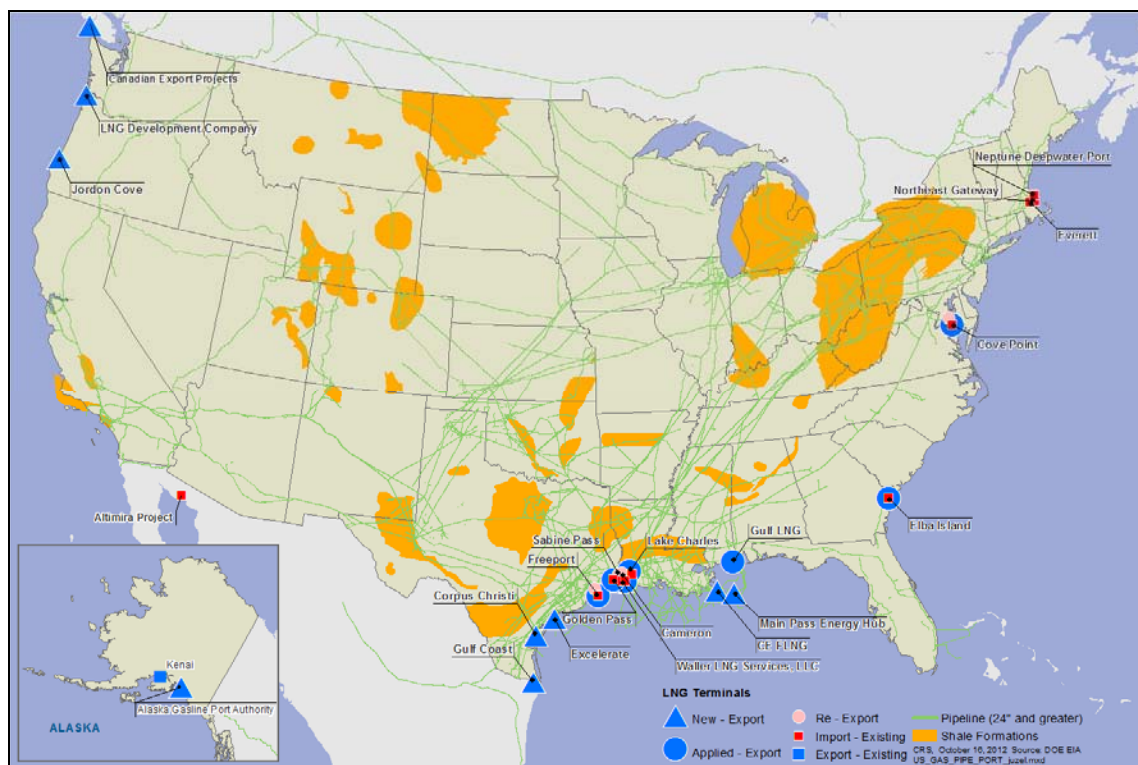 Canadian Export Projects
LNG Development Company
Jordon Cove
Neptune Deepwater Port
Northeast Gateway
Everett
Cove Point
Altimira Project
Elba Island
Sabine Pass
Lake Charles
Gulf LNG
Freeport
Corpus Christi
Golden Pass
Cameron
Main Pass Energy Hub
Gulf Coast
Excelerate
CE FLNG
Waller LNG Services, LLC
Kenai
Alaska Gasline Port Authority
ALASKA
LNG Terminals
New - Export
Re - Export
Pipeline (24" and greater)
Import - Existing
Shale Formations
Applied - Export
Export - Existing
CRS, October 16, 2012 Source: DOE EIA
US_GAS_PIPE_PORT_juzel.mxd